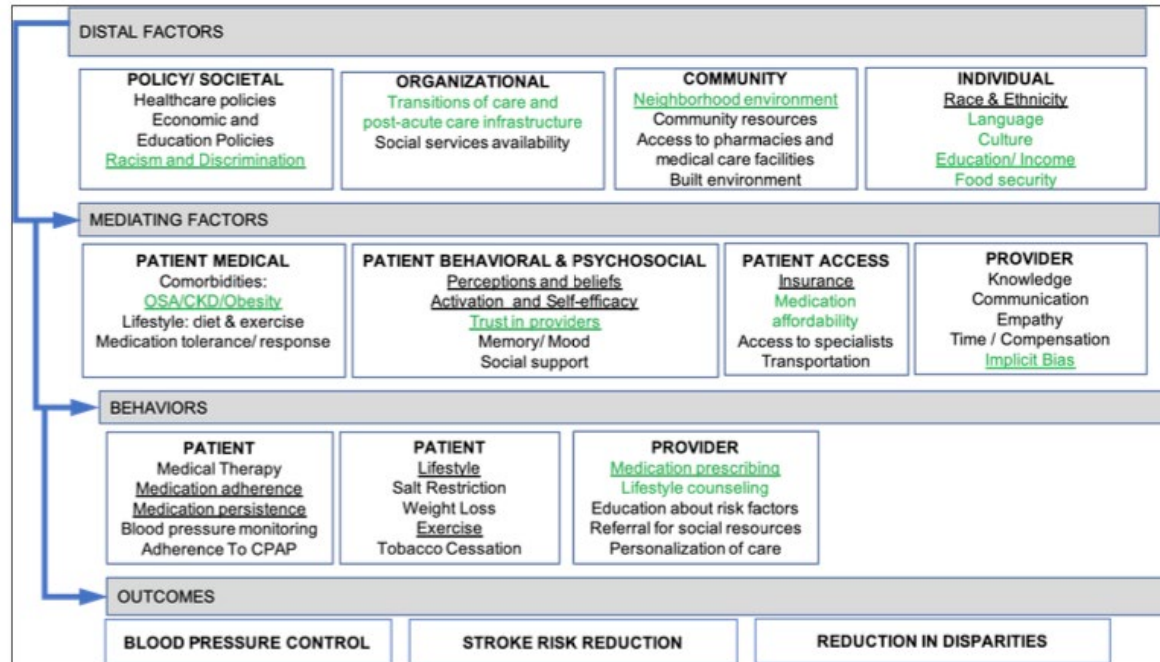 DISTAL FACTORS
POLICY/ SOCIETAL
Healthcare policies
Economic and
Education Policies
Racism and Discrimination
ORGANIZATIONAL
Transitions of care and
post-acute care infrastructure
Social services availability
COMMUNITY
Neighborhood environment
Community resources
Access to pharmacies and
medical care facilities
Built environment
INDIVIDUAL
Race & Ethnicity
Language
Culture
Education/ Income
Food security
MEDIATING FACTORS
PATIENT MEDICAL
Comorbidities:
OSA/CKD/Obesity
Lifestyle: diet & exercise
Medication tolerance/ response
PATIENT BEHAVIORAL & PSYCHOSOCIAL
Perceptions and beliefs
Activation and Self-efficacy
Trust in providers
Memory/ Mood
Social support
PATIENT ACCESS
Insurance
Medication
affordability
Access to specialists
Transportation
PROVIDER
Knowledge
Communication
Empathy
Time / Compensation
Implicit Bias
BEHAVIORS
PATIENT
Medical Therapy
Medication adherence
Medication persistence
Blood pressure monitoring
Adherence To CPAP
PATIENT
Lifestyle
Salt Restriction
Weight Loss
Exercise
Tobacco Cessation
PROVIDER
Medication prescribing
Lifestyle counseling
Education about risk factors
Referral for social resources
Personalization of care
OUTCOMES
BLOOD PRESSURE CONTROL
STROKE RISK REDUCTION
REDUCTION IN DISPARITIES